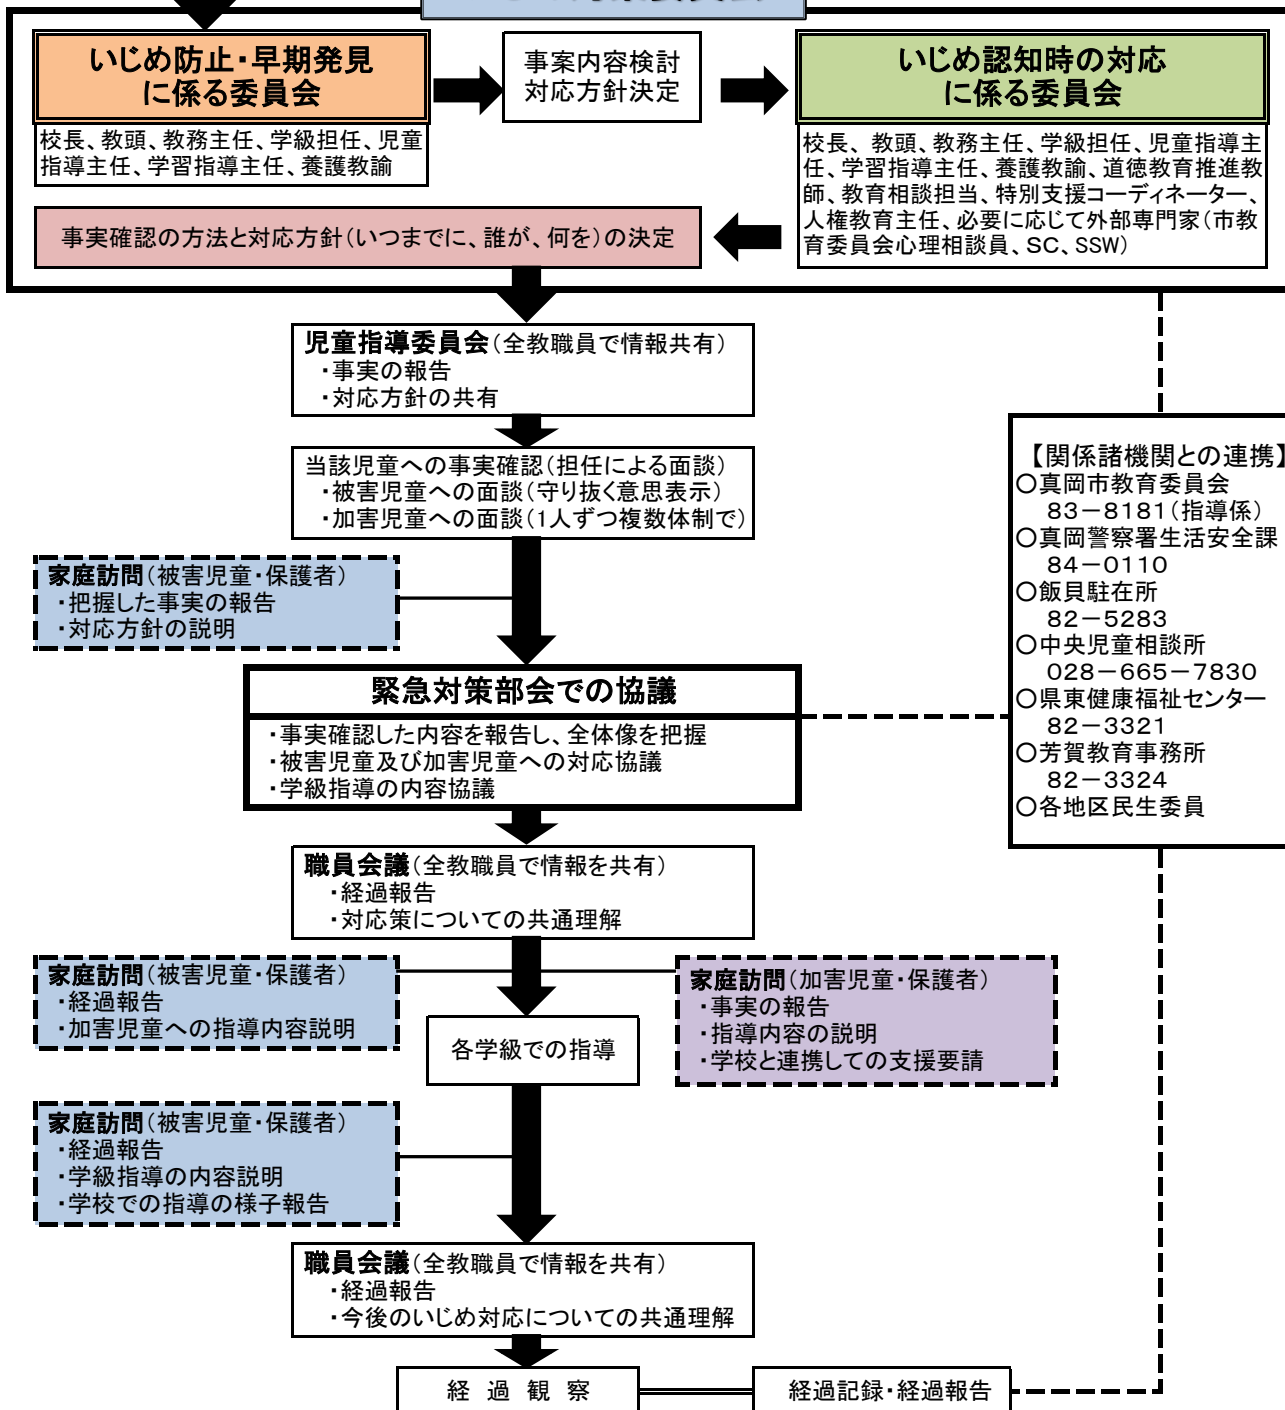 いじめ防止・早期発見
に係る委員会
校長、教頭、教務主任、学級担任、児童
指導主任、学習指導主任、養護教諭
事案内容検討
対応方針決定
いじめ認知時の対応
に係る委員会
校長、 教頭、教務主任、学級担任、児童指導主
任、学習指導主任、養護教諭、道徳教育推進教
師、教育相談担当、特別支援コーディネーター、
人権教育主任、必要に応じて外部専門家(市教
育委員会心理相談員、SC、SSW)
事実確認の方法と対応方針(いつまでに、誰が、何を)の決定
児童指導委員会(全教職員で情報共有)
・事実の報告
・対応方針の共有
当該児童への事実確認(担任による面談)
・被害児童への面談(守り抜く意思表示)
・加害児童への面談(1人ずつ複数体制で)
家庭訪問(被害児童・保護者)
・把握した事実の報告
・対応方針の説明
緊急対策部会での協議
・事実確認した内容を報告し、全体像を把握
・被害児童及び加害児童への対応協議
・学級指導の内容協議
【関係諸機関との連携】
○真岡市教育委員会
83-8181(指導係)
○真岡警察署生活安全課
84-0110
○飯貝駐在所
82-5283
○中央児童相談所
028-665-7830
○県東健康福祉センター
82-3321
○芳賀教育事務所
82-3324
○各地区民生委員
職員会議(全教職員で情報を共有)
・経過報告
・対応策についての共通理解
家庭訪問(被害児童・保護者)
・経過報告
・加害児童への指導内容説明
家庭訪問(加害児童・保護者)
・事実の報告
・指導内容の説明
・学校と連携しての支援要請
各学級での指導
家庭訪問(被害児童・保護者)
・経過報告
・学級指導の内容説明
・学校での指導の様子報告
職員会議(全教職員で情報を共有)
・経過報告
・今後のいじめ対応についての共通理解
経 過 観 察
経過記録・経過報告